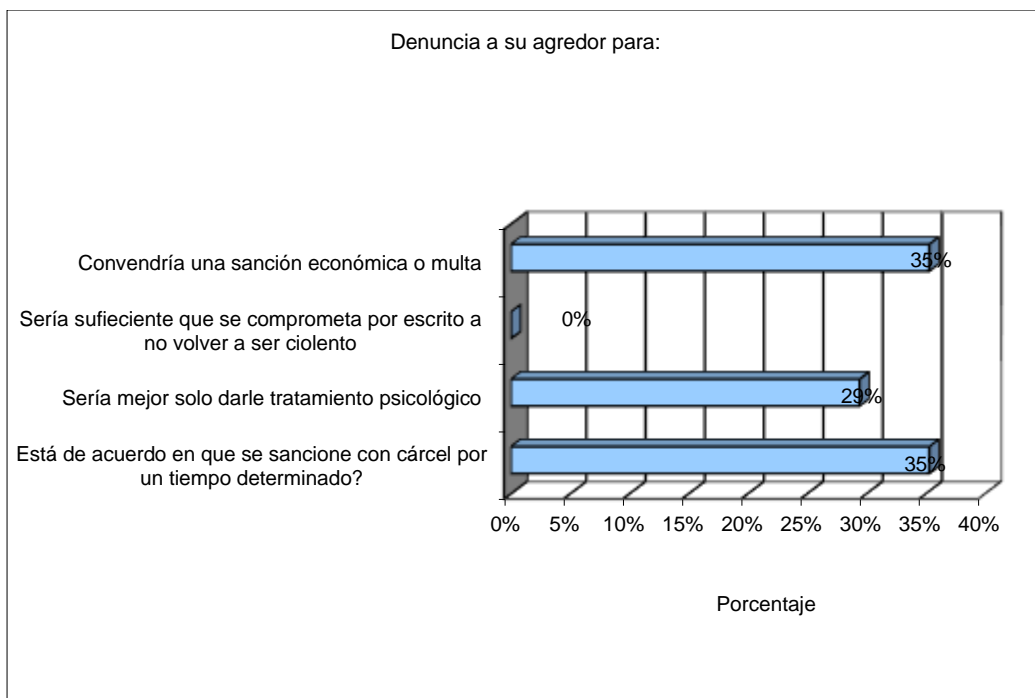 Denuncia a su agredor para:
Convendría una sanción económica o multa
35%
Sería sufieciente que se comprometa por escrito a
no volver a ser ciolento
0%
Sería mejor solo darle tratamiento psicológico
29%
Está de acuerdo en que se sancione con cárcel por
un tiempo determinado?
35%
0% 5% 10% 15% 20% 25% 30% 35% 40%
Porcentaje